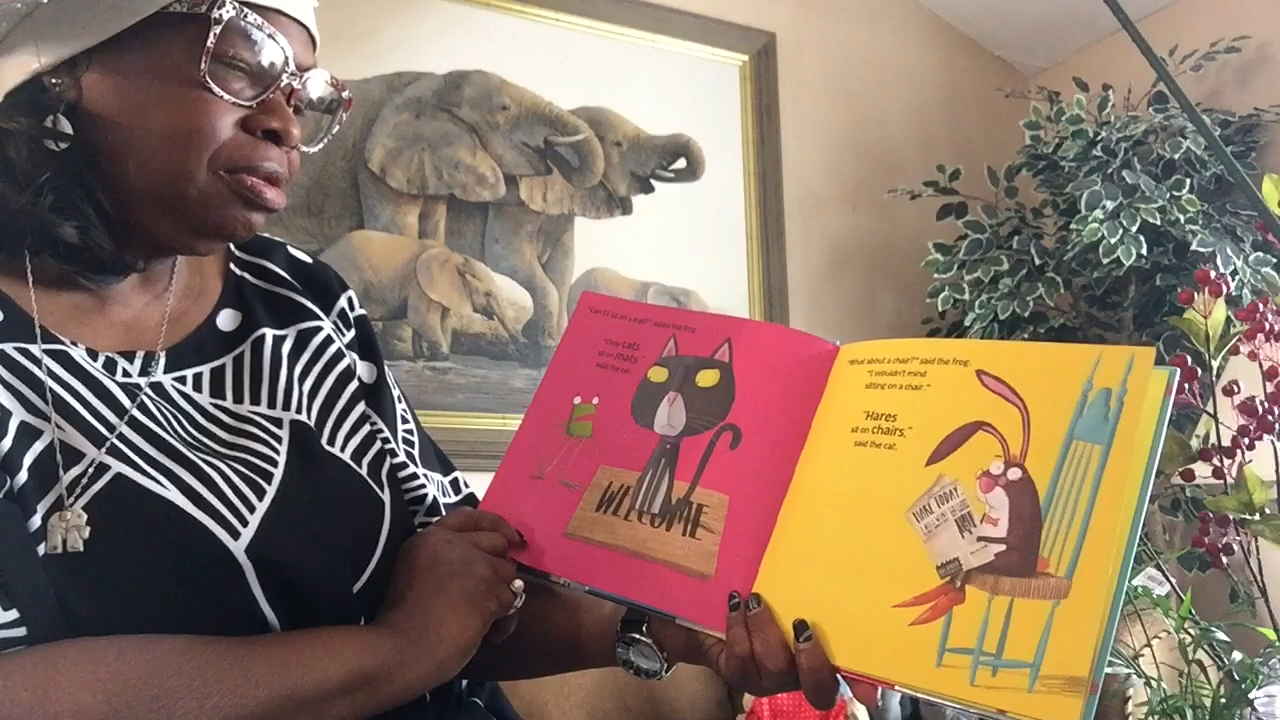 "Can't I sit on a mat?" asked the frog.
"Only cats
sit on mats,"
said the cat.
WELCOME
"What about a chair?" said the frog.
"I wouldn't mind
sitting on a chair."
"Hares
sit on chairs,"
said the cat.
HARE TODAY